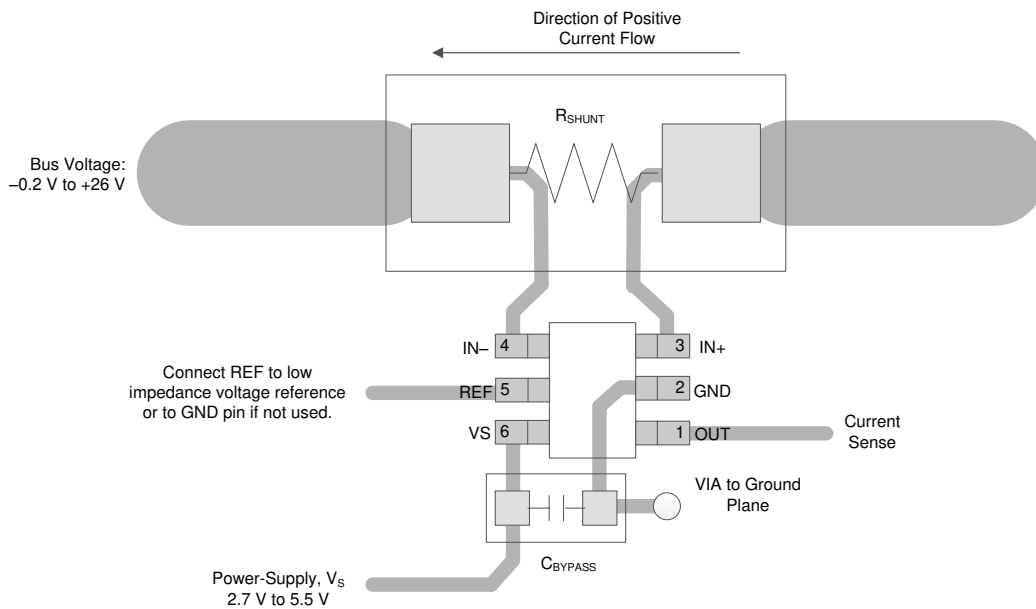 Direction of Positive
Current Flow
RSHUNT
Bus Voltage:
–0.2 V to +26 V
IN–
4
3
IN+
Connect REF to low
impedance voltage reference
or to GND pin if not used.
REF
5
2
GND
VS
6
1
OUT
Current
Sense
VIA to Ground
Plane
CBYPASS
Power-Supply, VS
2.7 V to 5.5 V